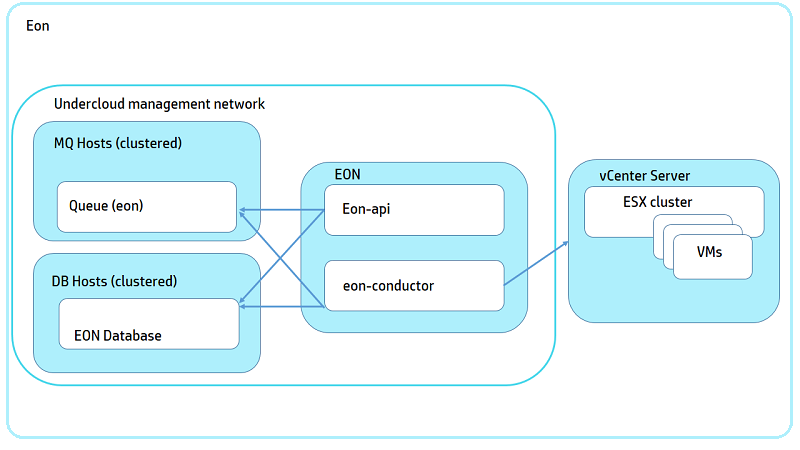 Eon
Undercloud management network
MQ Hosts (clustered)
Queue (eon)
DB Hosts (clustered)
EON Database
EON
Eon-api
eon-conductor
vCenter Server
ESX cluster
VMs